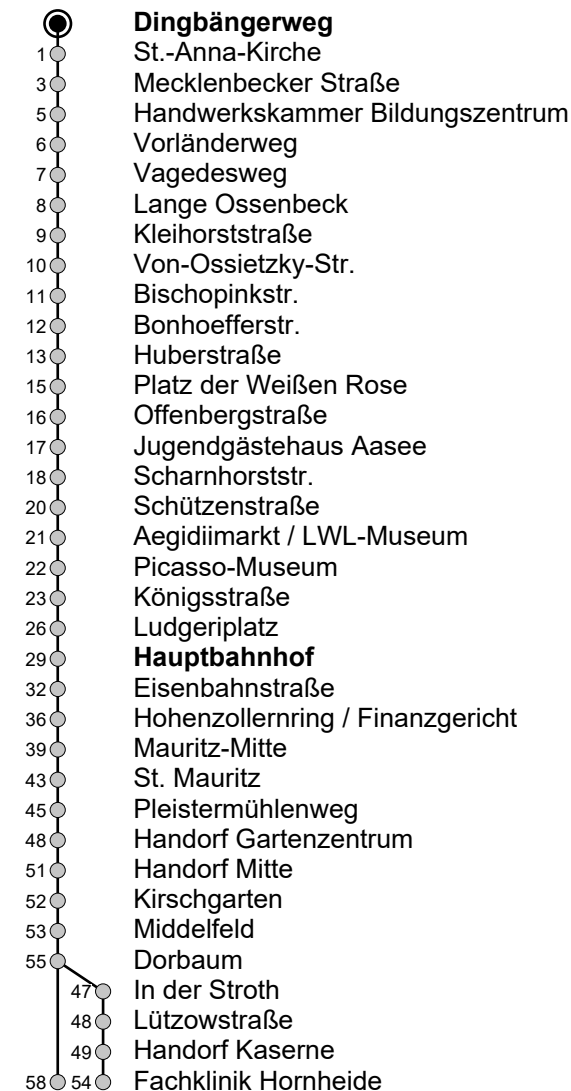 Dingbängerweg
1 St.-Anna-Kirche
3 Mecklenbecker Straße
5 Handwerkskammer Bildungszentrum
6 Vorländerweg
7 Vagedesweg
8 Lange Ossenbeck
9 Kleihorststraße
10 Von-Ossietzky-Str.
11 Bischopinkstr.
12 Bonhoefferstr.
13 Huberstraße
15 Platz der Weißen Rose
16 Offenbergstraße
17 Jugendgästehaus Aasee
18 Scharnhorststr.
20 Schützenstraße
21 Aegidiimarkt / LWL-Museum
22 Picasso-Museum
23 Königsstraße
26 Ludgeriplatz
29 Hauptbahnhof
32 Eisenbahnstraße
36 Hohenzollernring / Finanzgericht
39 Mauritz-Mitte
43 St. Mauritz
45 Pleistermühlenweg
48 Handorf Gartenzentrum
51 Handorf Mitte
52 Kirschgarten
53 Middelfeld
55 Dorbaum
47 In der Stroth
48 Lützowstraße
49 Handorf Kaserne
58 54 Fachklinik Hornheide